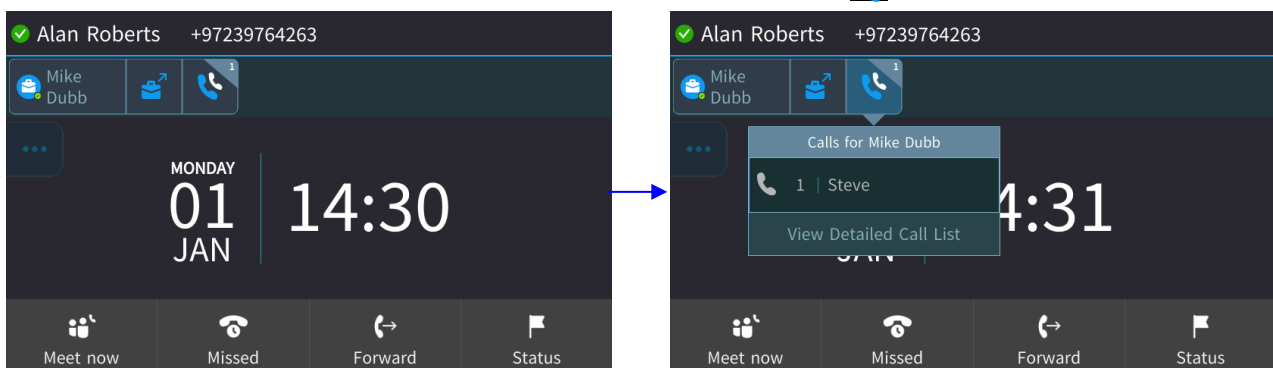 Alan Roberts +97239764263
Mike
Dubb
1
MONDAY
01
JAN
14:30
Meet now Missed Forward Status
Alan Roberts +97239764263
Mike
Dubb
1
Calls for Mike Dubb
1 | Steve
View Detailed Call List
4:31
JAN
Meet now Missed Forward Status